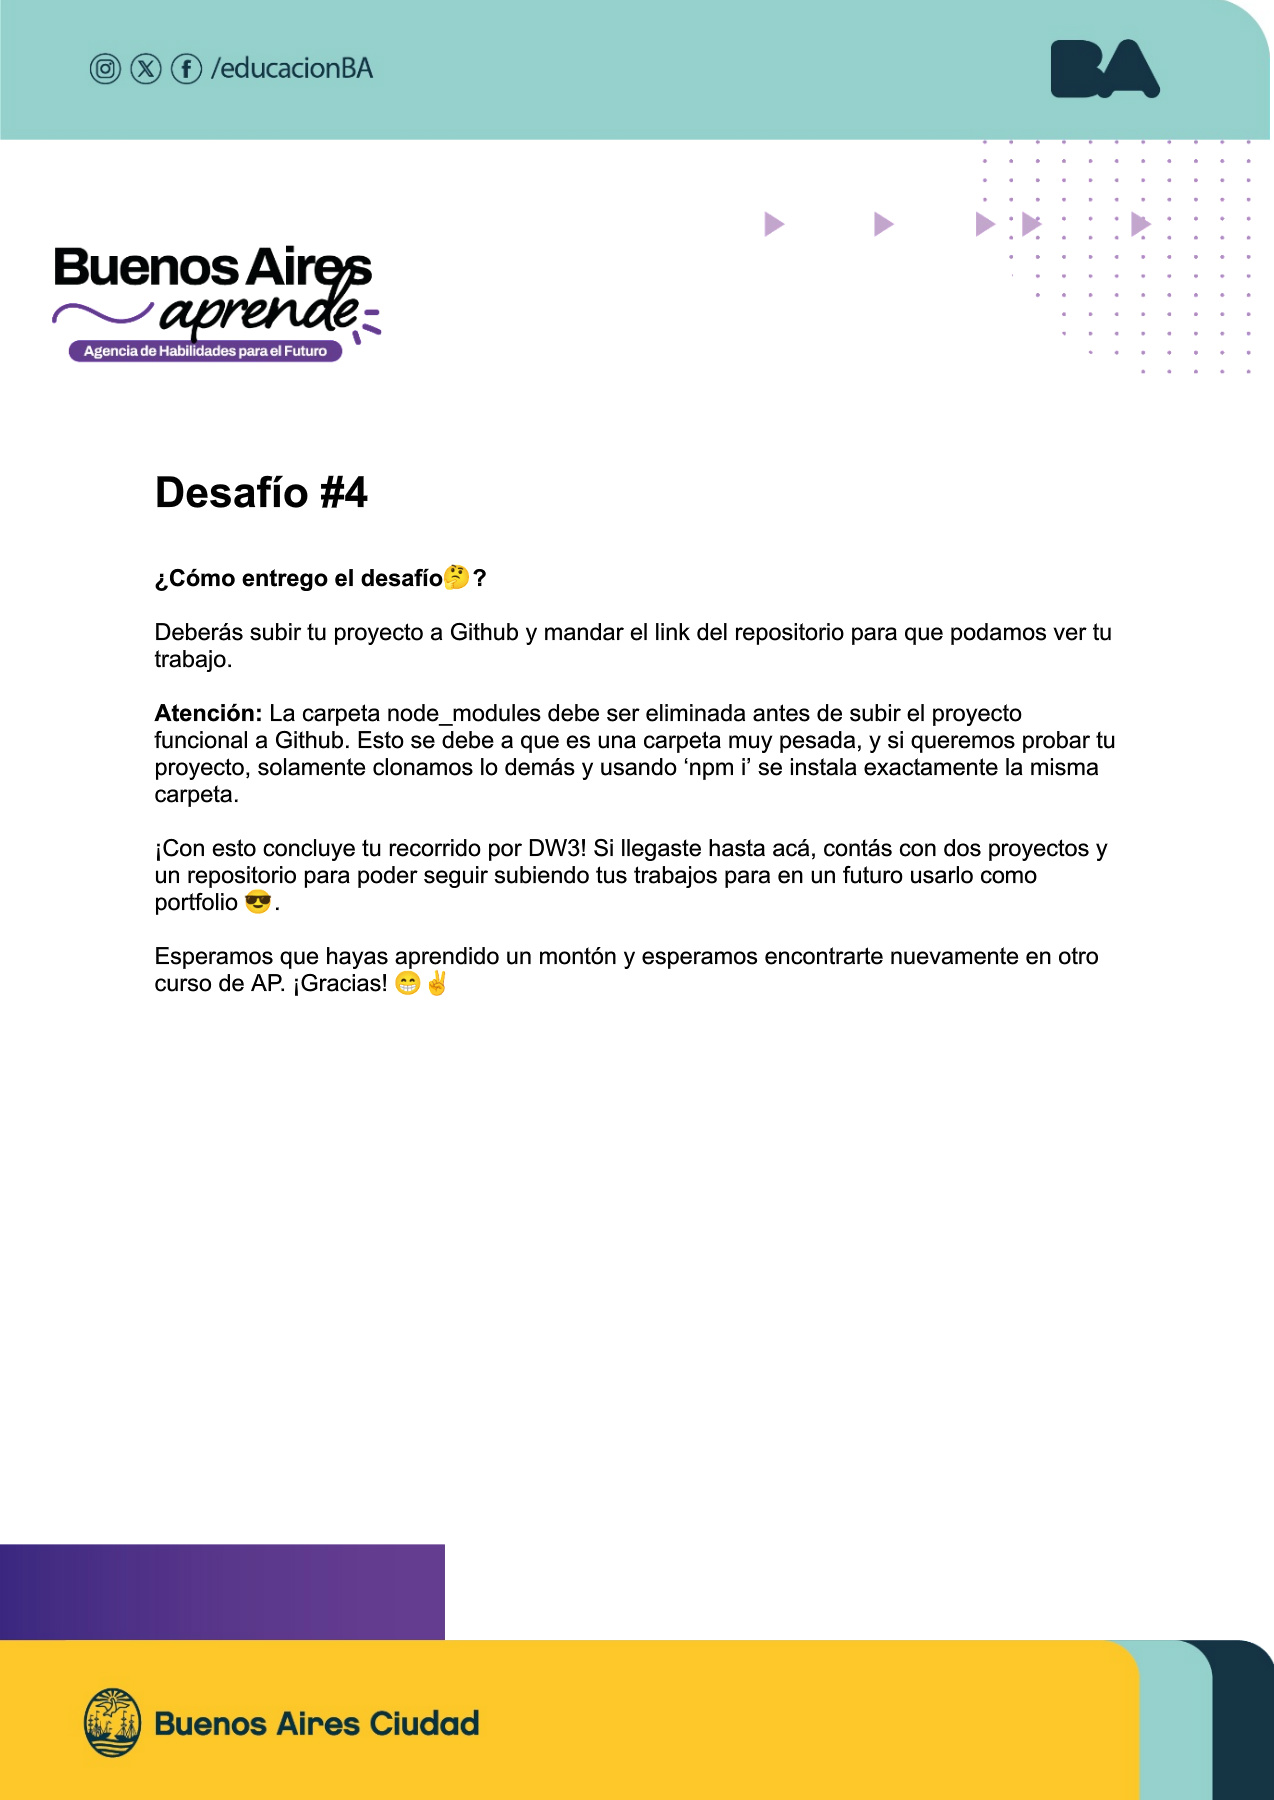 /educacionBA
BA
Buenos Aires
aprende
Agencia de Habilidades para el Futuro
Desafío #4
¿Cómo entrego el desafío🤔?
Deberás subir tu proyecto a Github y mandar el link del repositorio para que podamos ver tu
trabajo.
Atención: La carpeta node_modules debe ser eliminada antes de subir el proyecto
funcional a Github. Esto se debe a que es una carpeta muy pesada, y si queremos probar tu
proyecto, solamente clonamos lo demás y usando ‘npm i’ se instala exactamente la misma
carpeta.
¡Con esto concluye tu recorrido por DW3! Si llegaste hasta acá, contás con dos proyectos y
un repositorio para poder seguir subiendo tus trabajos para en un futuro usarlo como
portfolio 😎.
Esperamos que hayas aprendido un montón y esperamos encontrarte nuevamente en otro
curso de AP. ¡Gracias! 😁✌
Buenos Aires Ciudad